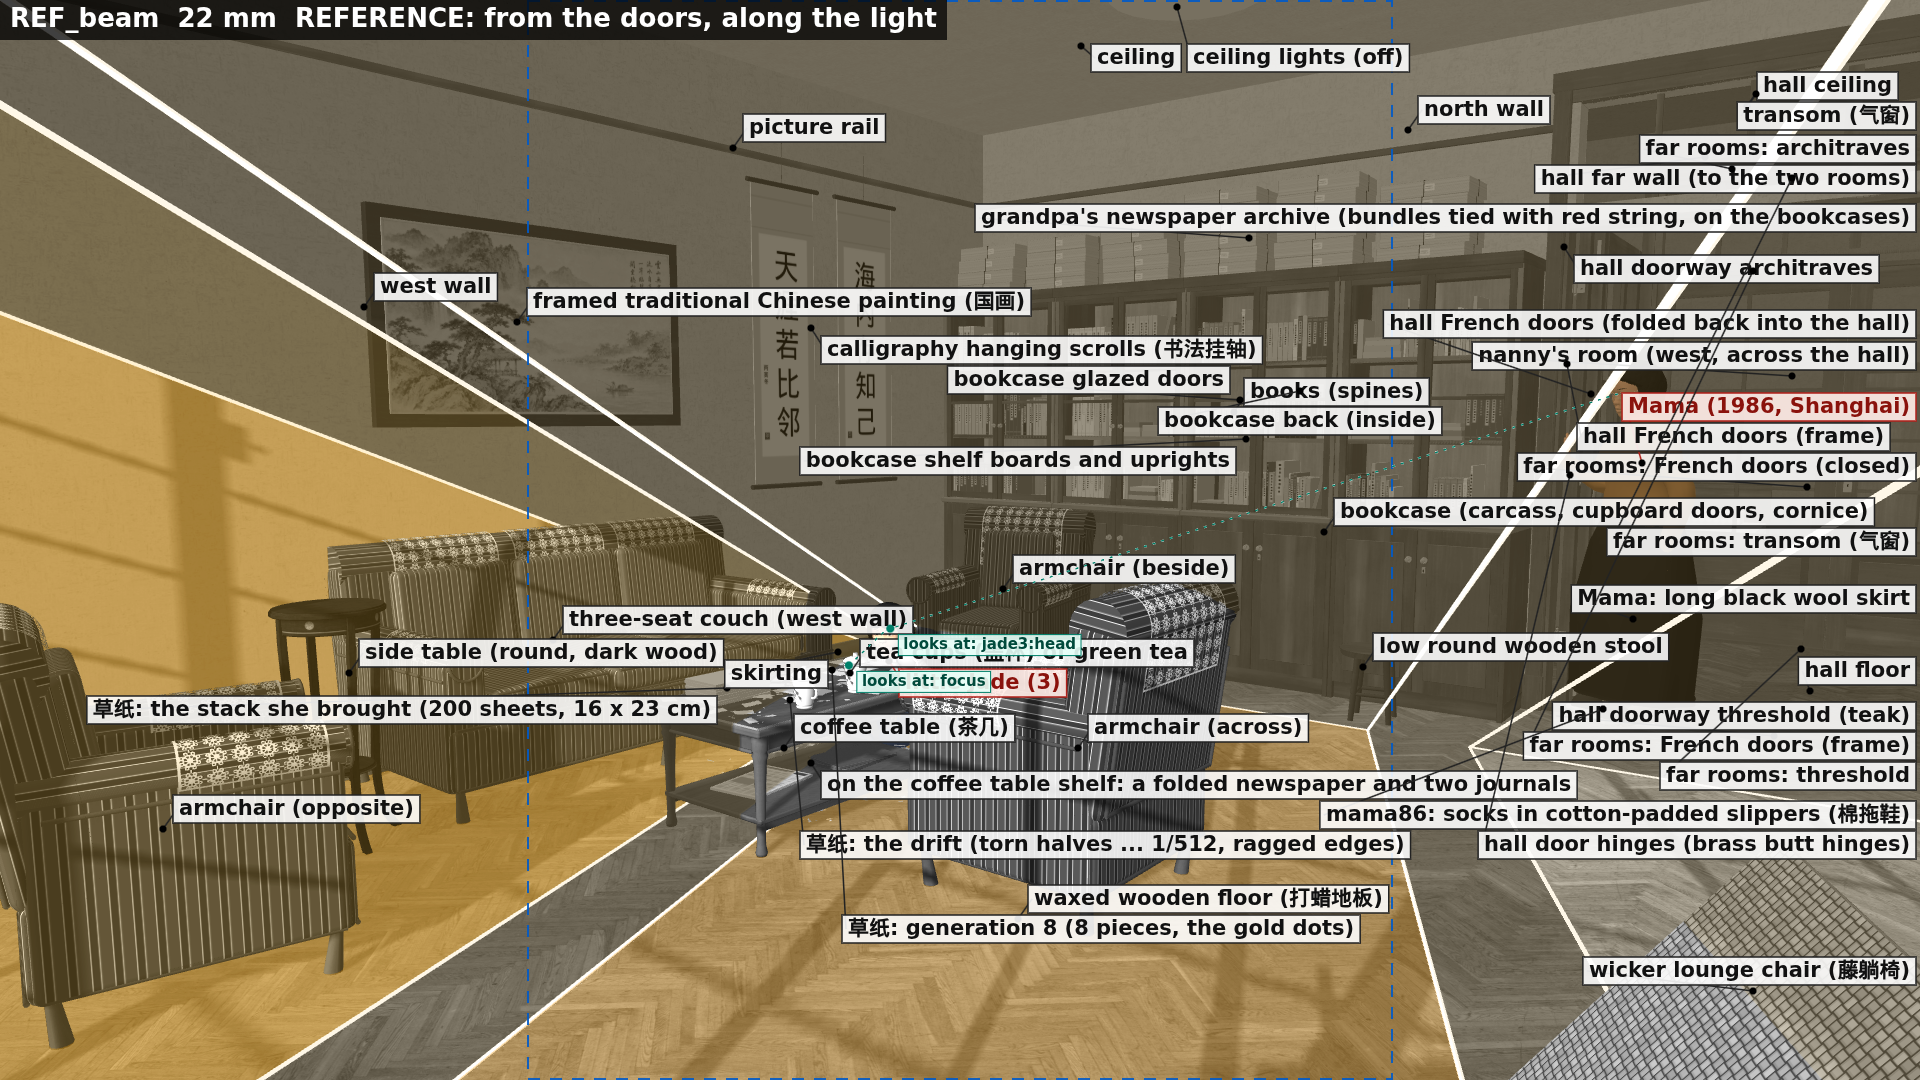 REF_beam 22 mm REFERENCE: from the doors, along the light
ceiling
ceiling lights (off)
hall ceiling
north wall
transom (气窗)
picture rail
far rooms: architraves
hall far wall (to the two rooms)
grandpa's newspaper archive (bundles tied with red string, on the bookcases)
hall doorway architraves
west wall
framed traditional Chinese painting (国画)
天
若
比
邻
海
内
知
己
hall French doors (folded back into the hall)
calligraphy hanging scrolls (书法挂轴)
nanny's room (west, across the hall)
bookcase glazed doors
books (spines)
Mama (1986, Shanghai)
bookcase back (inside)
hall French doors (frame)
bookcase shelf boards and uprights
far rooms: French doors (closed)
bookcase (carcass, cupboard doors, cornice)
far rooms: transom (气窗)
armchair (beside)
Mama: long black wool skirt
three-seat couch (west wall)
looks at: jade3:head
low round wooden stool
side table (round, dark wood)
green tea
skirting
hall floor
looks at: focus
de (3)
草纸: the stack she brought (200 sheets, 16 x 23 cm)
hall doorway threshold (teak)
coffee table (茶几)
armchair (across)
far rooms: French doors (frame)
far rooms: threshold
on the coffee table shelf: a folded newspaper and two journals
armchair (opposite)
mama86: socks in cotton-padded slippers (棉拖鞋)
草纸: the drift (torn halves ... 1/512, ragged edges)
hall door hinges (brass butt hinges)
waxed wooden floor (打蜡地板)
草纸: generation 8 (8 pieces, the gold dots)
wicker lounge chair (藤躺椅)